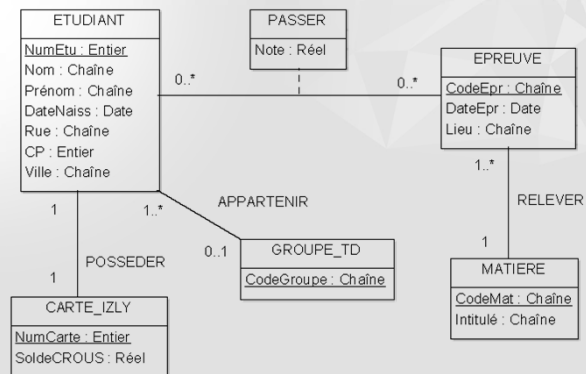 ETUDIANT
NumEtu : Entier
Nom : Chaîne
Prénom : Chaîne
DateNaiss : Date
Rue : Chaîne
CP : Entier
Ville : Chaîne
PASSER
Note : Réel
0..*
0..*
EPREUVE
CodeEpr : Chaîne
DateEpr : Date
Lieu : Chaîne
1
1..*
APPARTENIR
0..1
1..*
RELEVER
1
POSSEDER
1
GROUPE_TD
CodeGroupe : Chaîne
MATIERE
CodeMat : Chaîne
Intitulé : Chaîne
CARTE_IZLY
NumCarte : Entier
SoldeCROUS : Réel